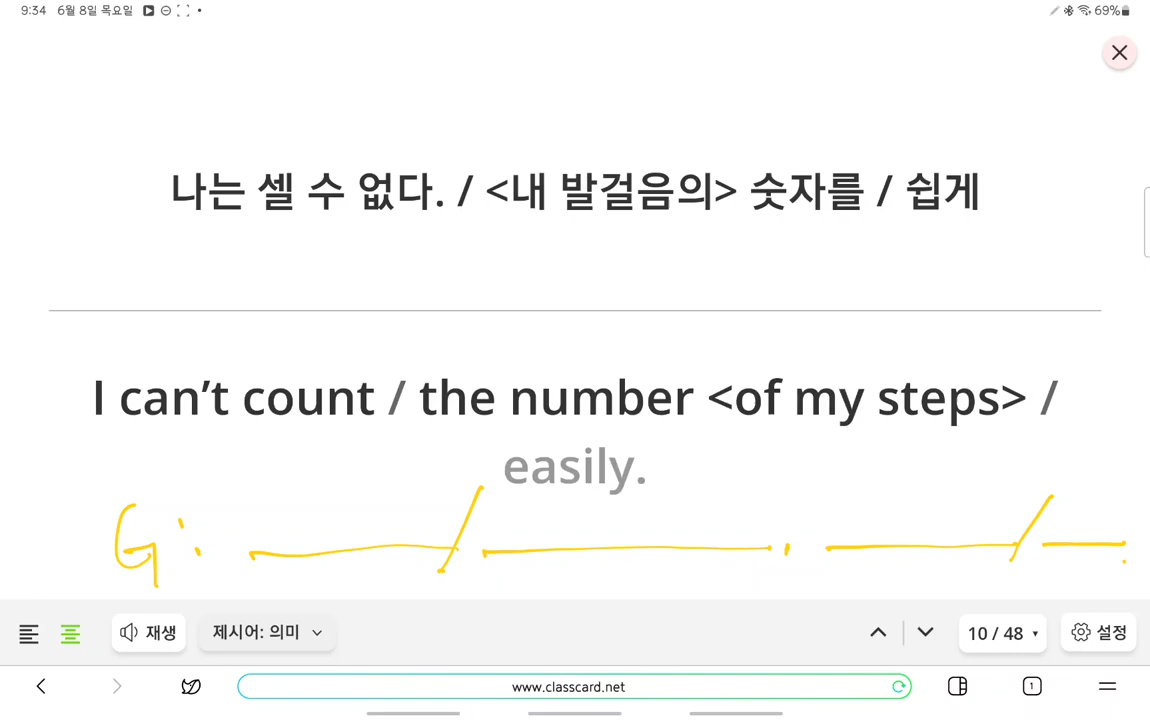 9:34 6월 8일 목요일
69%
나는 셀 수 없다. / <내 발걸음의> 숫자를 / 쉽게
I can’t count / the number <of my steps> /
easily.
G: / . / .
재생 제시어: 의미 10 / 48 설정
www.classcard.net 1